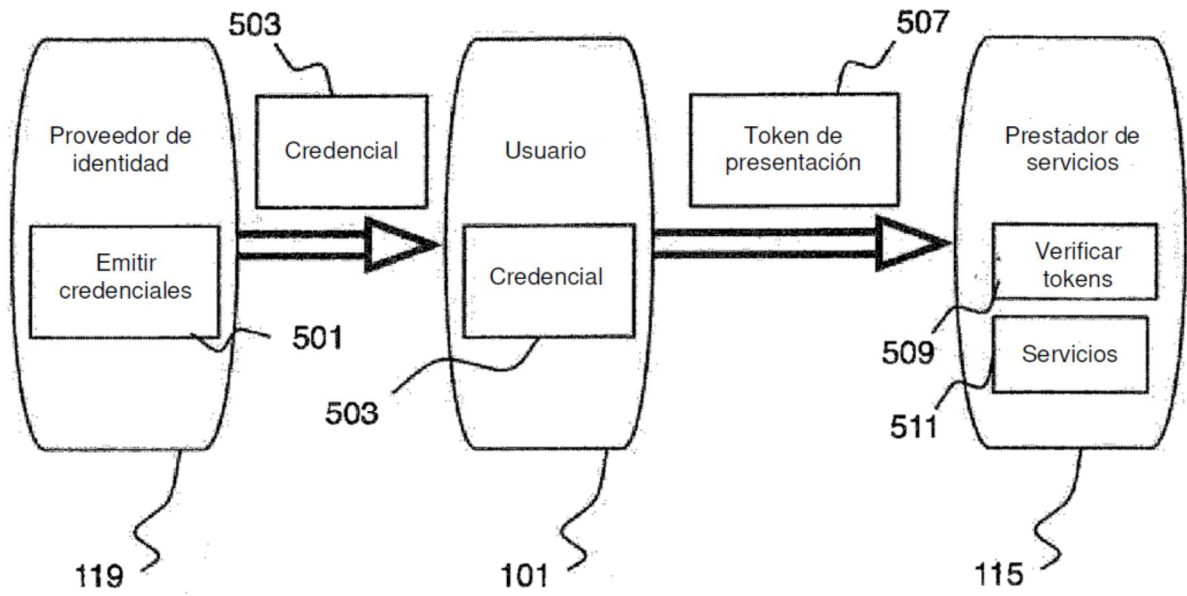 503
507
Proveedor de
identidad
Credencial
Usuario
Token de
presentación
Prestador de
servicios
Emitir
credenciales
Credencial
Verificar
tokens
501
509
Servicios
503
511
119
101
115